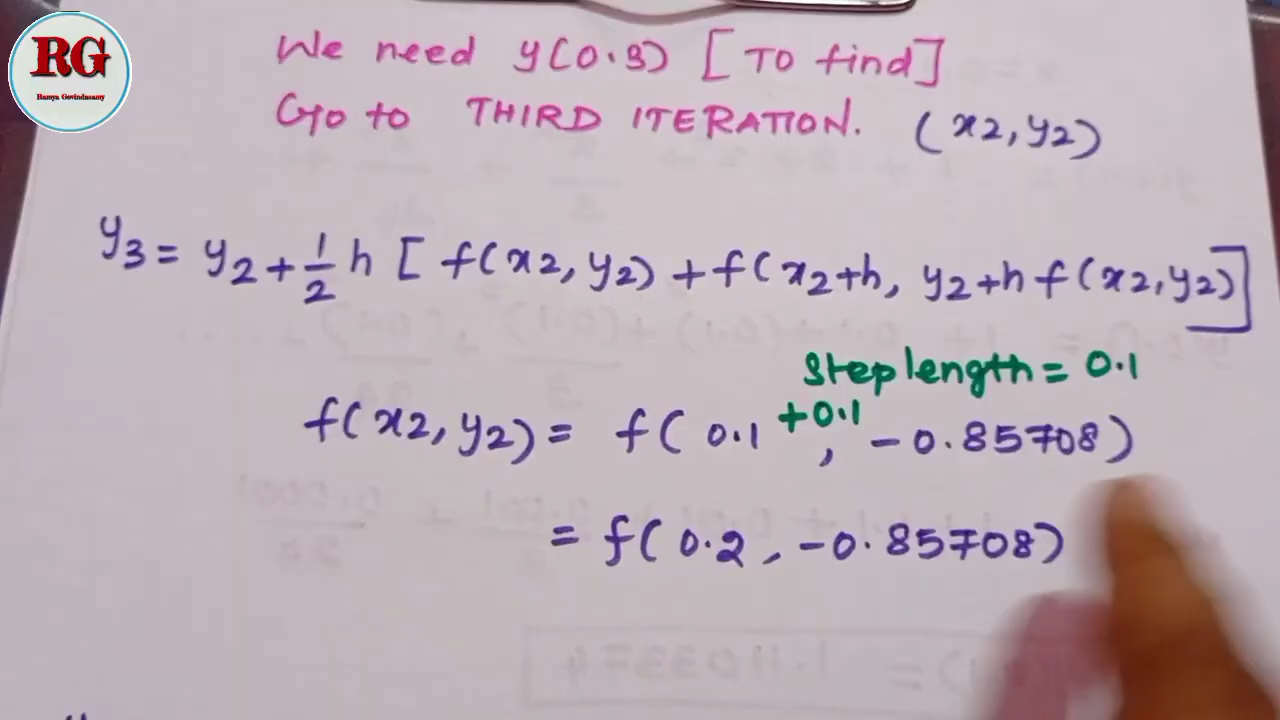 RG
Ramya Govindasamy
We need y(0.3) [To find]
Go to THIRD ITERATION. (x2, y2)
y3 = y2 + 1/2 h [ f(x2, y2) + f(x2+h, y2+h f(x2, y2)]
Step length = 0.1
f(x2, y2) = f(0.1 +0.1, -0.85708)
= f(0.2, -0.85708)